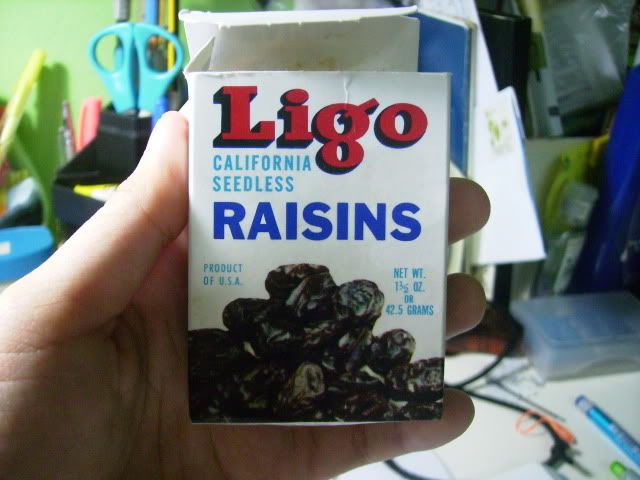 Ligo
CALIFORNIA
SEEDLESS
RAISINS
PRODUCT
OF U.S.A.
NET WT.
1½ OZ.
OR
42.5 GRAMS